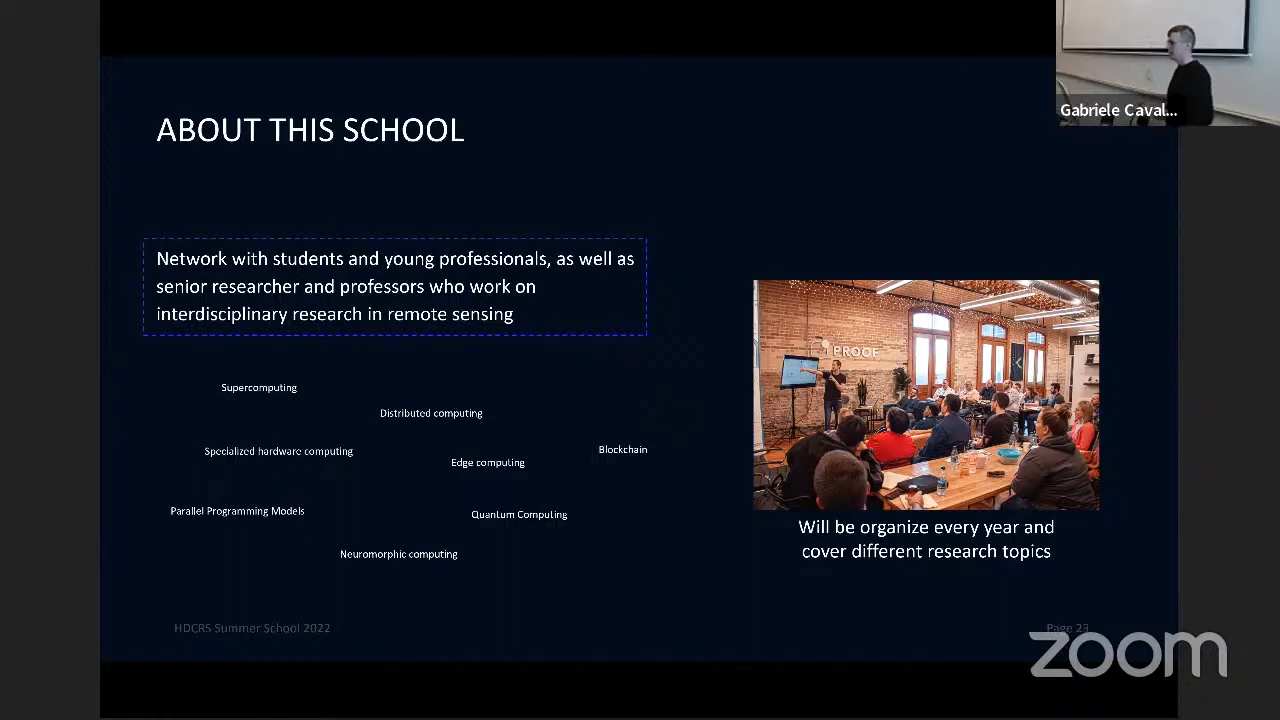 Gabriele Caval...
ABOUT THIS SCHOOL
Network with students and young professionals, as well as
senior researcher and professors who work on
interdisciplinary research in remote sensing
Supercomputing
Distributed computing
Specialized hardware computing
Edge computing
Blockchain
Parallel Programming Models
Quantum Computing
Neuromorphic computing
PROOF
Will be organize every year and
cover different research topics
HDCRS Summer School 2022
Page 23
zoom